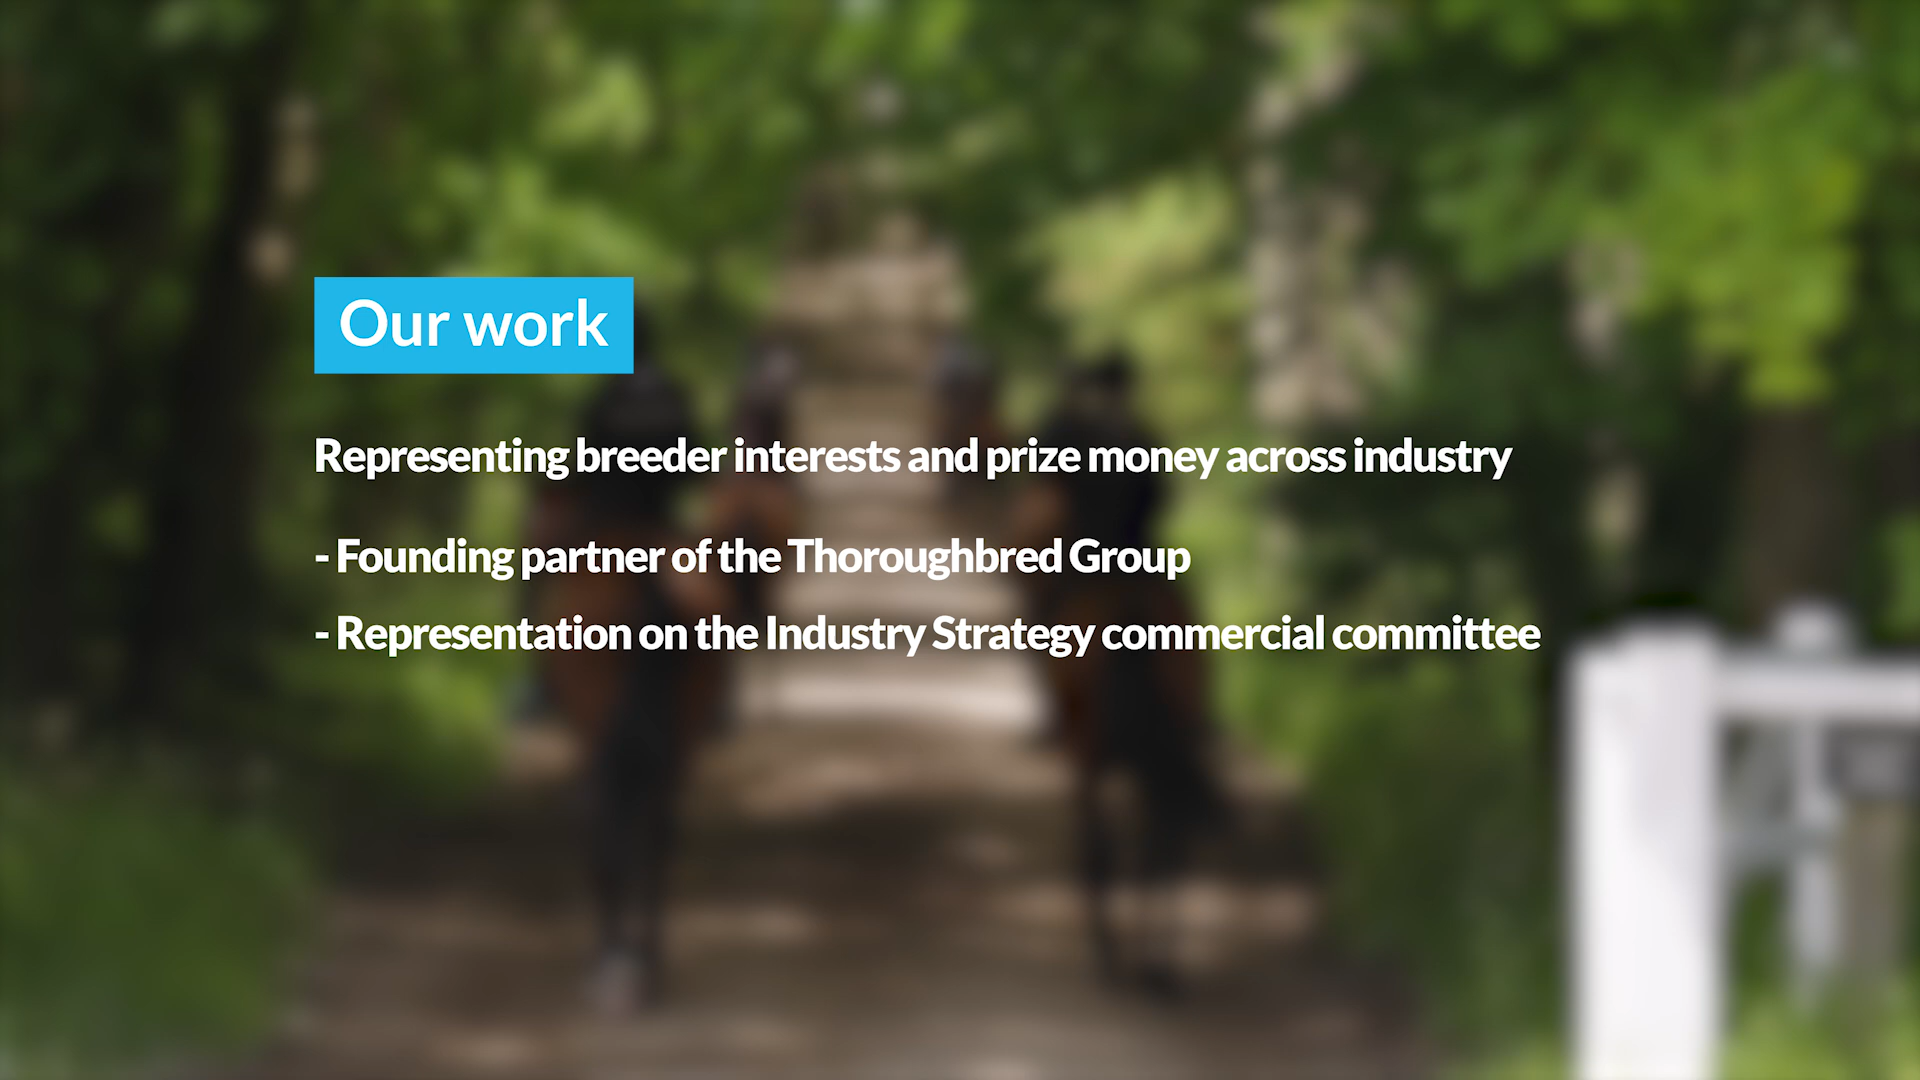 Our work
Representing breeder interests and prize money across industry
- Founding partner of the Thoroughbred Group
- Representation on the Industry Strategy commercial committee